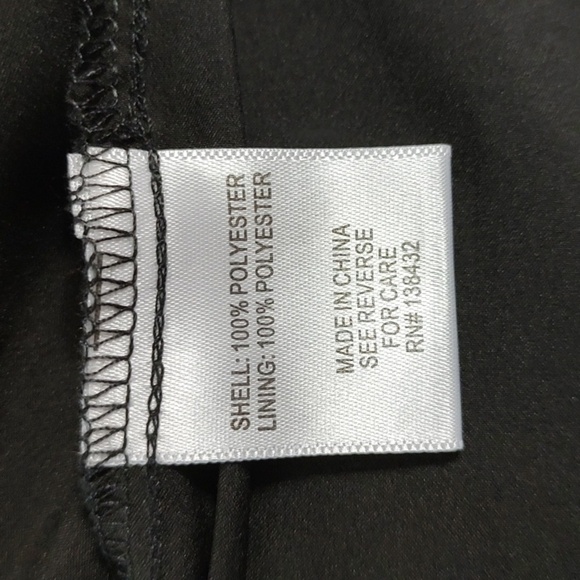 SHELL: 100% POLYESTER
LINING: 100% POLYESTER
MADE IN CHINA
SEE REVERSE
FOR CARE
RN# 138432